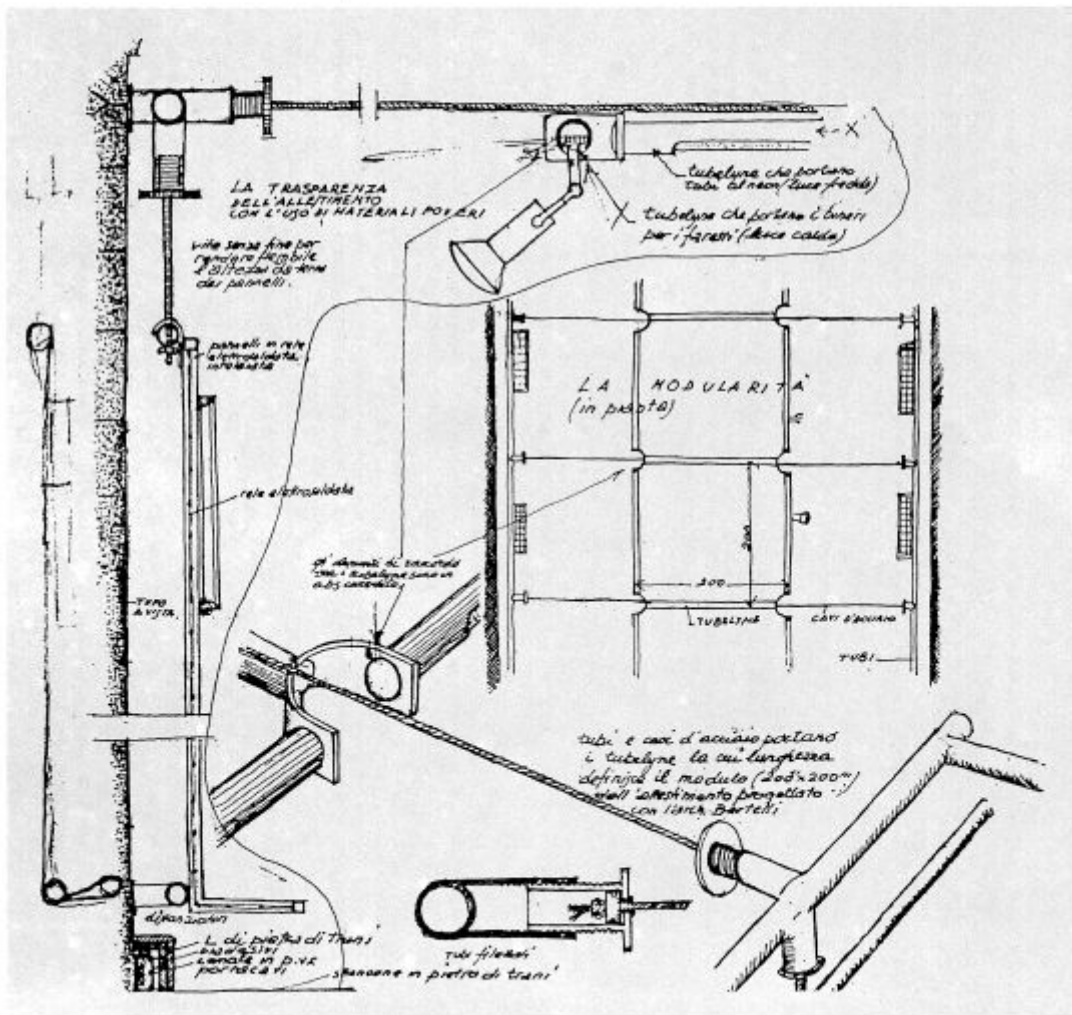 ← X
LA TRASPARENZA
DELL'ALLESTIMENTO
CON L'USO DI MATERIALI POVERI
tubelyne che portano
tubi al neon (luce fredda)
tubelyne che portano i binari
per i faretti (luce calda)
vite senza fine per
rendere flessibile
l'altezza da terra
dei pannelli.
pannelli in rete
elettrosaldata
LA MODULARITÀ
(in pianta)
rete elettrosaldata
TUFO
A VISTA
200
200
TUBELYNE
CAVI D'ACCIAIO
TUBI
tubi e cavi d'acciaio portano
i tubelyne la cui lunghezza
definisce il modulo (200x200)
dell'allestimento progettato
con l'arch. Bertelli
distanziatori
L di pietra di Trani
canale in p.v.c.
portacavi
tubi filettati
in pietra di trani